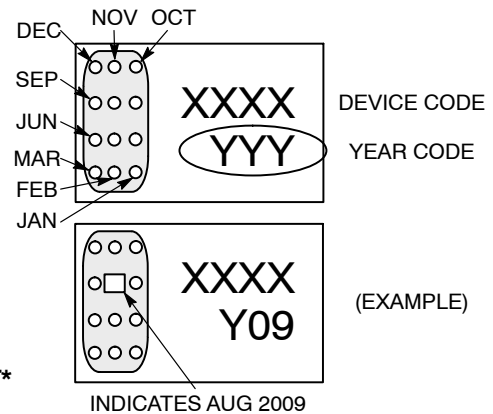 NOV OCT
DEC
SEP
JUN
MAR
FEB
JAN
XXXX
DEVICE CODE
YYY
YEAR CODE
XXXX
Y09
(EXAMPLE)
*
INDICATES AUG 2009